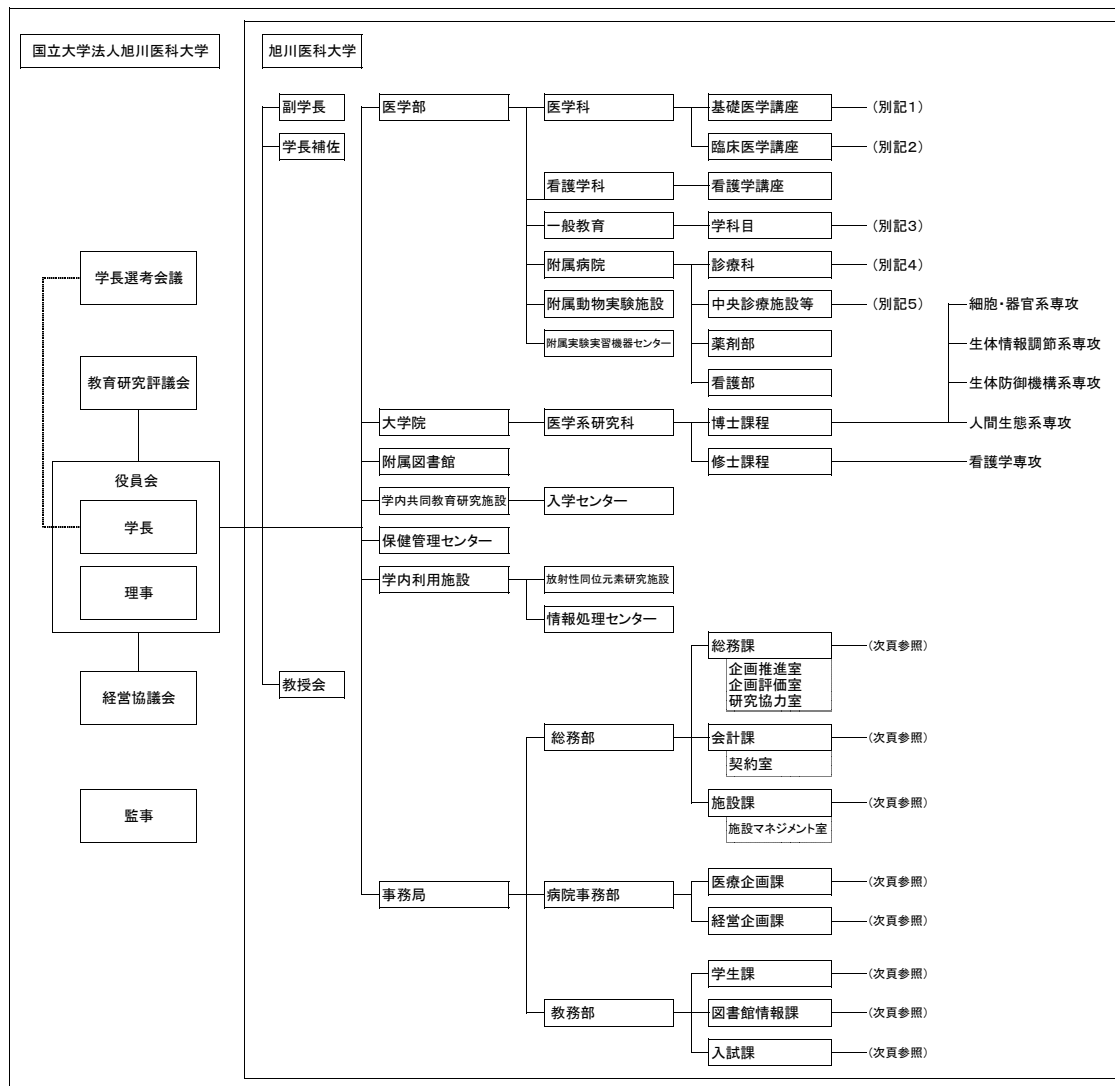 国立大学法人旭川医科大学
旭川医科大学
副学長
医学部
医学科
基礎医学講座
(別記1)
学長補佐
臨床医学講座
(別記2)
看護学科
看護学講座
一般教育
学科目
(別記3)
学長選考会議
附属病院
診療科
(別記4)
附属動物実験施設
中央診療施設等
(別記5)
細胞・器官系専攻
附属実験実習機器センター
薬剤部
生体情報調節系専攻
教育研究評議会
看護部
生体防御機構系専攻
大学院
医学系研究科
博士課程
人間生態系専攻
附属図書館
修士課程
看護学専攻
役員会
学内共同教育研究施設
入学センター
学長
保健管理センター
理事
学内利用施設
放射性同位元素研究施設
情報処理センター
総務課
(次頁参照)
企画推進室
企画評価室
研究協力室
経営協議会
教授会
総務部
会計課
(次頁参照)
契約室
監事
施設課
(次頁参照)
施設マネジメント室
事務局
病院事務部
医療企画課
(次頁参照)
経営企画課
(次頁参照)
学生課
(次頁参照)
教務部
図書館情報課
(次頁参照)
入試課
(次頁参照)